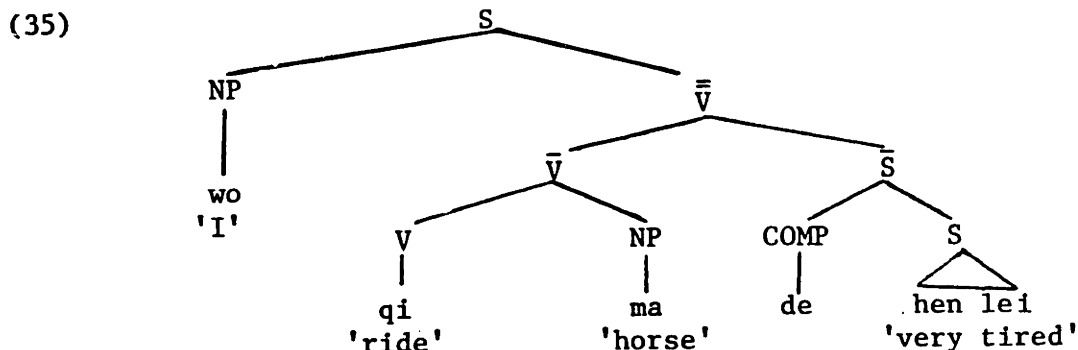 (35) S
NP V̿
wo V̅ S̅
'I' V NP COMP S
qi ma de hen lei
'ride' 'horse' 'very tired'